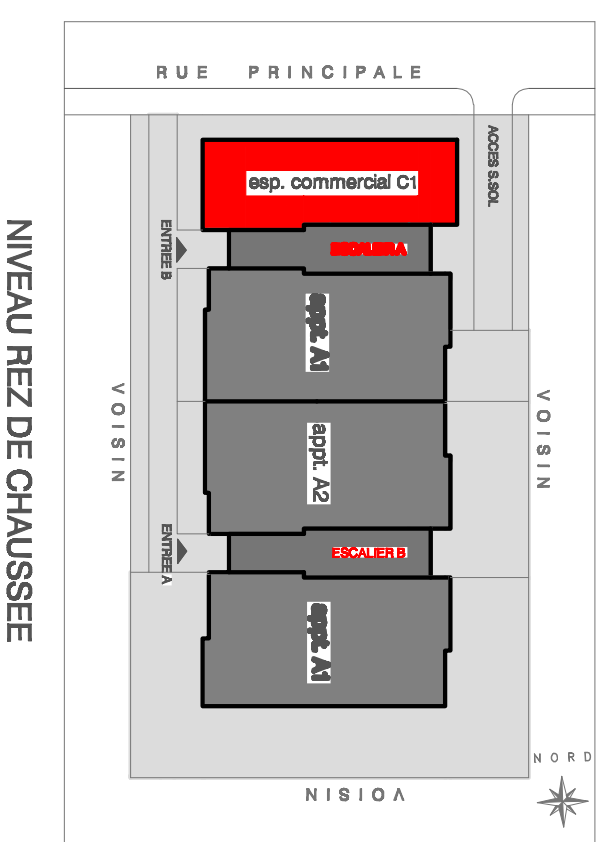 RUE PRINCIPALE
ACCES S.SOL
esp. commercial C1
ENTREE B
ESCALIER A
appt. A1
NIVEAU REZ DE CHAUSSEE
VOISIN
VOISIN
appt. A2
ENTREE A
ESCALIER B
appt. A1
NORD
VOISIN